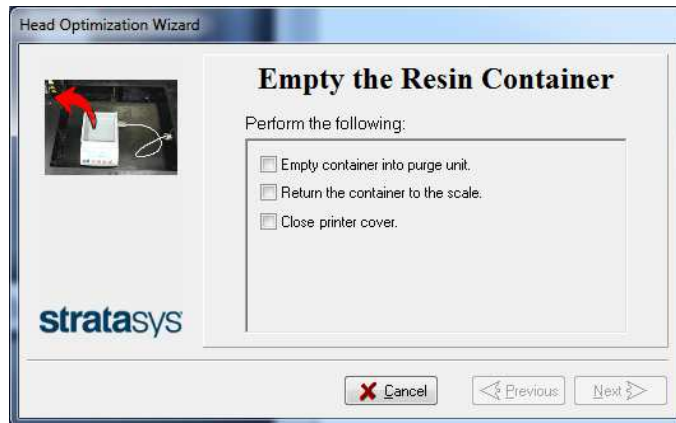 Head Optimization Wizard
Empty the Resin Container
Perform the following:
Empty container into purge unit.
Return the container to the scale.
Close printer cover.
stratasys
Cancel
Previous
Next